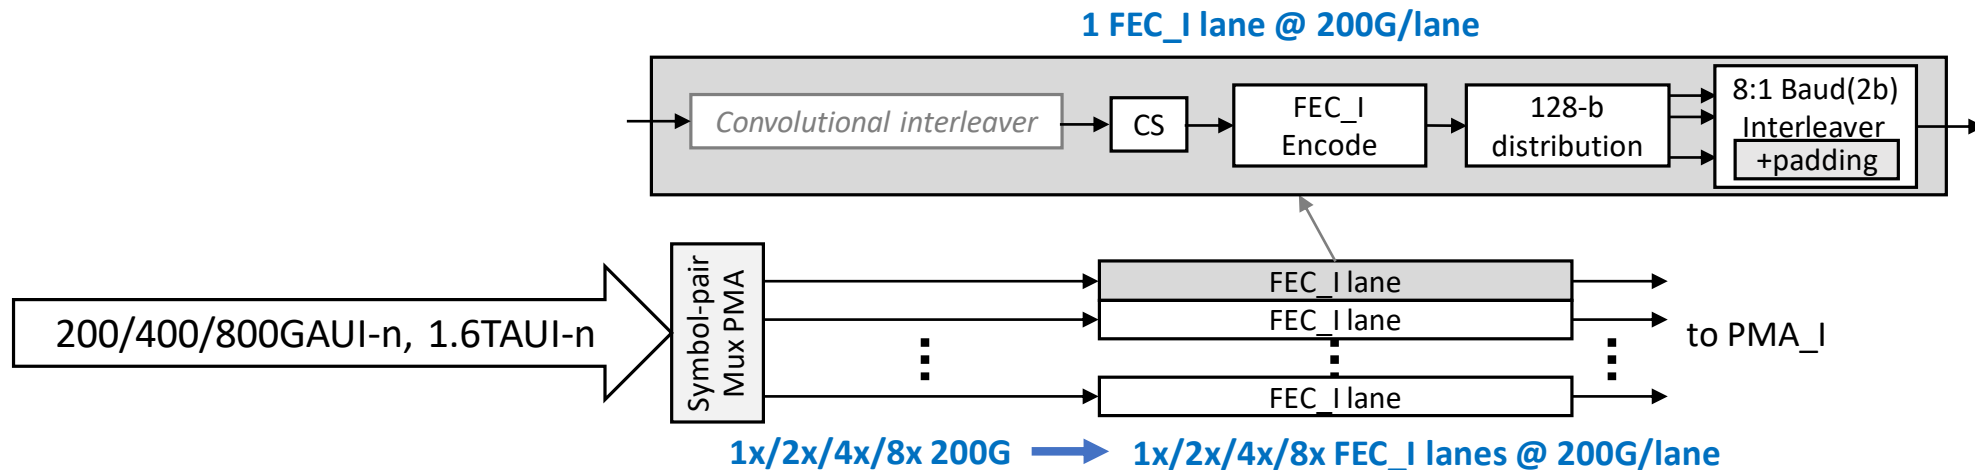 1 FEC_I lane @ 200G/lane
Convolutional interleaver
CS
FEC_I
Encode
128-b
distribution
8:1 Baud(2b)
Interleaver
+padding
200/400/800GAUI-n, 1.6TAUI-n
Symbol-pair
Mux PMA
FEC_I lane
FEC_I lane
FEC_I lane
to PMA_I
1x/2x/4x/8x 200G
1x/2x/4x/8x FEC_I lanes @ 200G/lane